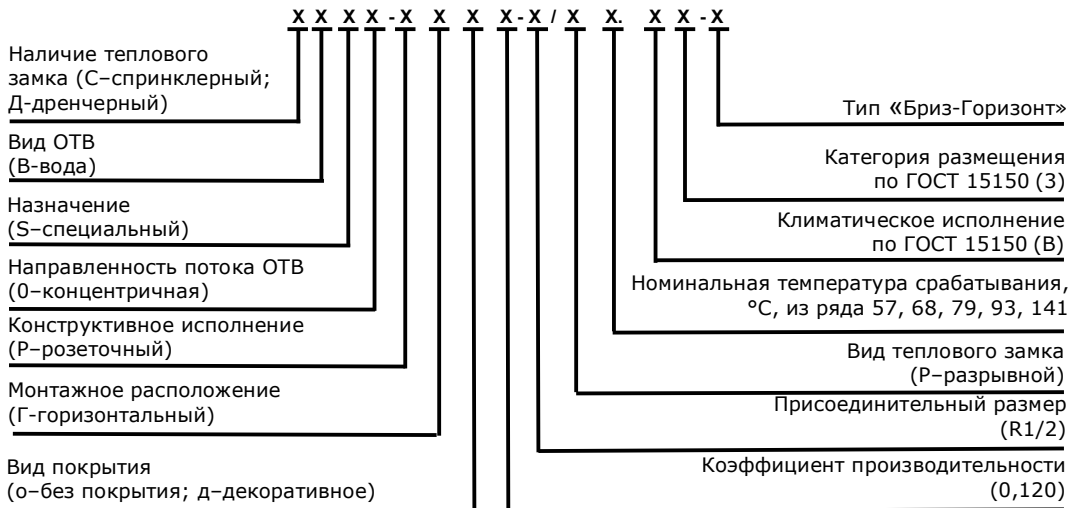 X X X X - X X X X - X / X X. X X - X
Наличие теплового
замка (С–спринклерный;
Д-дренчерный)
Вид ОТВ
(В-вода)
Назначение
(S–специальный)
Направленность потока ОТВ
(0–концентричная)
Конструктивное исполнение
(Р–розеточный)
Монтажное расположение
(Г-горизонтальный)
Вид покрытия
(о–без покрытия; д–декоративное)
Тип «Бриз-Горизонт»
Категория размещения
по ГОСТ 15150 (3)
Климатическое исполнение
по ГОСТ 15150 (В)
Номинальная температура срабатывания,
°С, из ряда 57, 68, 79, 93, 141
Вид теплового замка
(Р–разрывной)
Присоединительный размер
(R1/2)
Коэффициент производительности
(0,120)